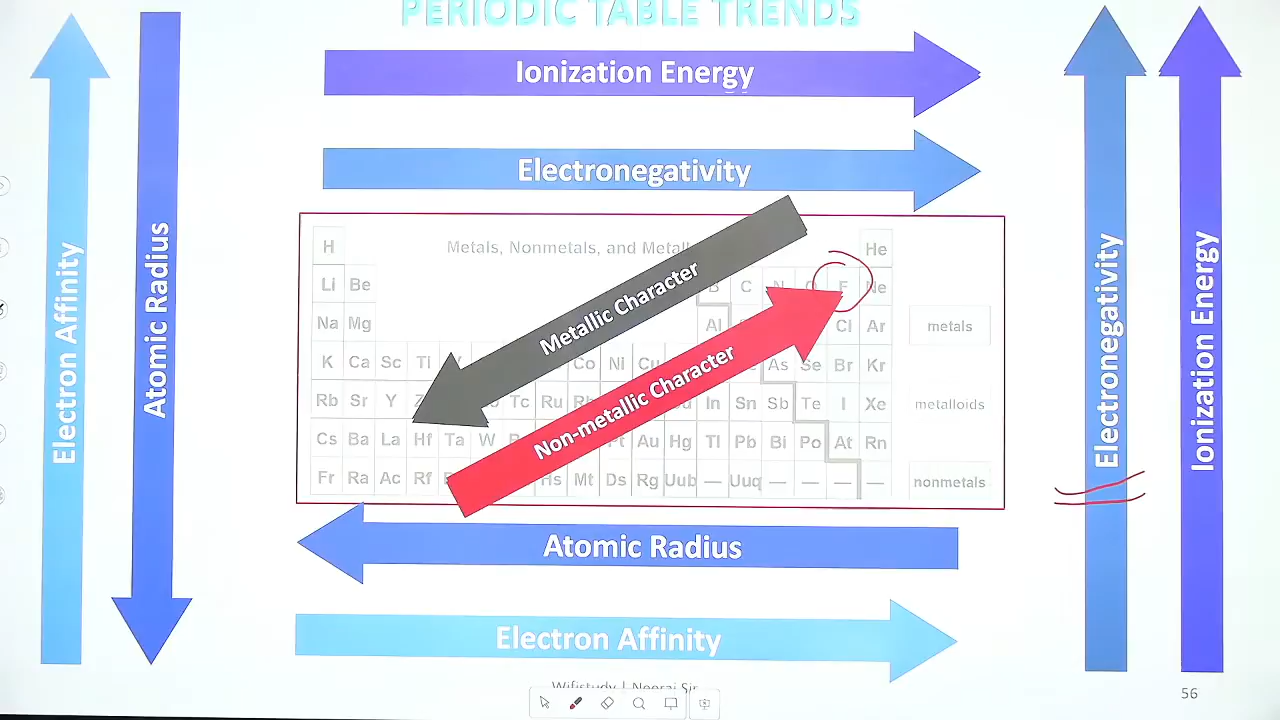 PERIODIC TABLE TRENDS
Ionization Energy
Electronegativity
Electron Affinity
Atomic Radius
Metals, Nonmetals, and
H He
Li Be B C N O F Ne
Na Mg Al Cl Ar
K Ca Sc Co Ni Cu As Se Br Kr
Rb Sr Y Tc Ru In Sn Sb Te I Xe
Cs Ba La Hf Ta W Au Hg Tl Pb Bi Po At Rn
Fr Ra Ac Rf Hs Mt Ds Rg Uub — Uuq — — — —
metals
metalloids
nonmetals
Metallic Character
Non-metallic Character
Electronegativity
Ionization Energy
Atomic Radius
Electron Affinity
Wifistudy | Neeraj Sir
56